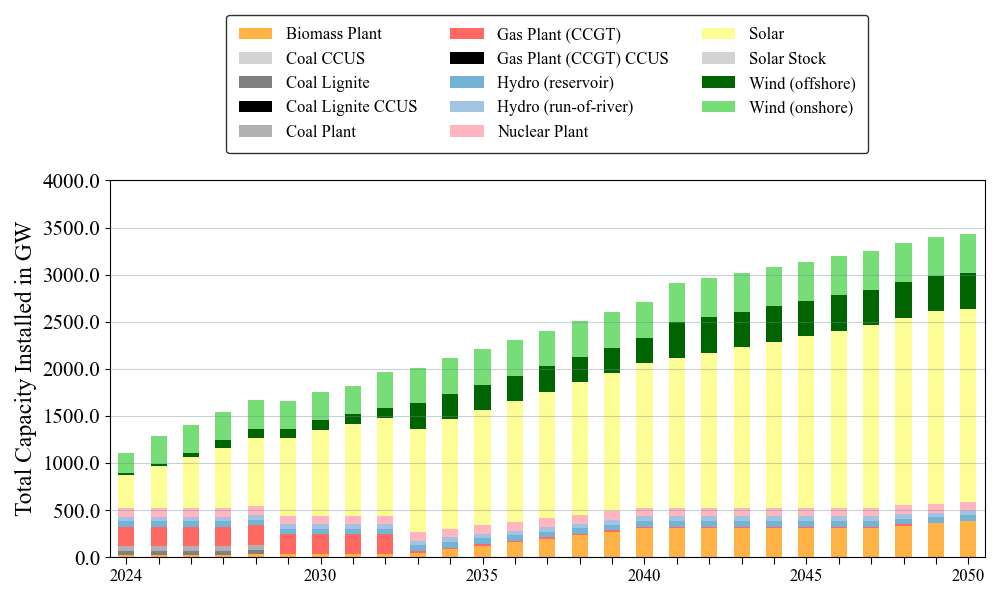 Biomass Plant
Coal CCUS
Coal Lignite
Coal Lignite CCUS
Coal Plant
Gas Plant (CCGT)
Gas Plant (CCGT) CCUS
Hydro (reservoir)
Hydro (run-of-river)
Nuclear Plant
Solar
Solar Stock
Wind (offshore)
Wind (onshore)
Total Capacity Installed in GW
4000.0
3500.0
3000.0
2500.0
2000.0
1500.0
1000.0
500.0
0.0
2024
2030
2035
2040
2045
2050